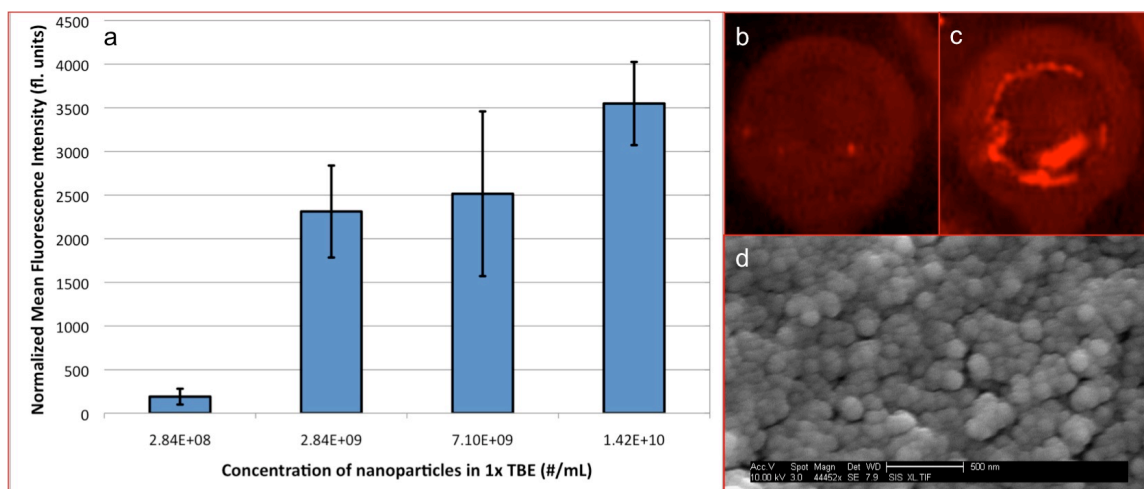 a
Normalized Mean Fluorescence Intensity (fl. units)
4500
4000
3500
3000
2500
2000
1500
1000
500
0
2.84E+08 2.84E+09 7.10E+09 1.42E+10
Concentration of nanoparticles in 1x TBE (#/mL)
b
c
d
Acc.V Spot Magn Det WD 500 nm
10.00 kV 3.0 44452x SE 7.9 SIS XL TIF